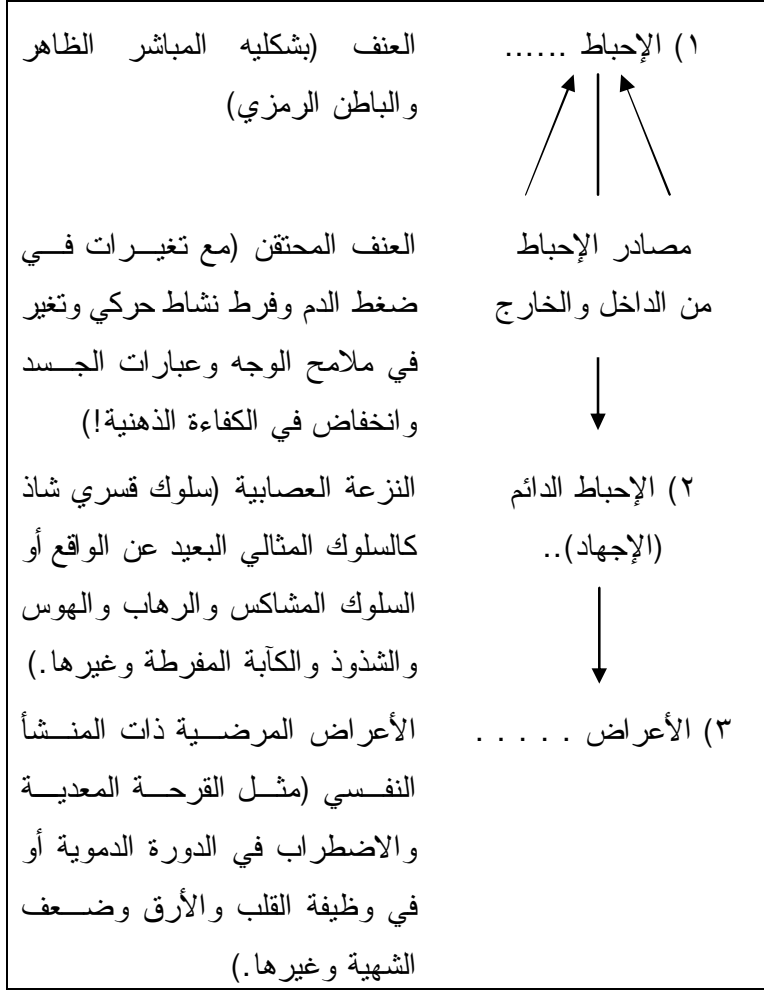 ١) الإحباط ...... العنف (بشكليه المباشر الظاهر
والباطن الرمزي)
مصادر الإحباط العنف المحتقن (مع تغيرات في
من الداخل والخارج ضغط الدم وفرط نشاط حركي وتغير
في ملامح الوجه وعبارات الجسد
وانخفاض في الكفاءة الذهنية!)
٢) الإحباط الدائم النزعة العصابية (سلوك قسري شاذ
(الإجهاد).. كالسلوك المثالي البعيد عن الواقع أو
السلوك المشاكس والرهاب والهوس
والشذوذ والكآبة المفرطة وغيرها.)
٣) الأعراض . . . . . الأعراض المرضية ذات المنشأ
النفسي (مثل القرحة المعدية
والاضطراب في الدورة الدموية أو
في وظيفة القلب والأرق وضعف
الشهية وغيرها.)